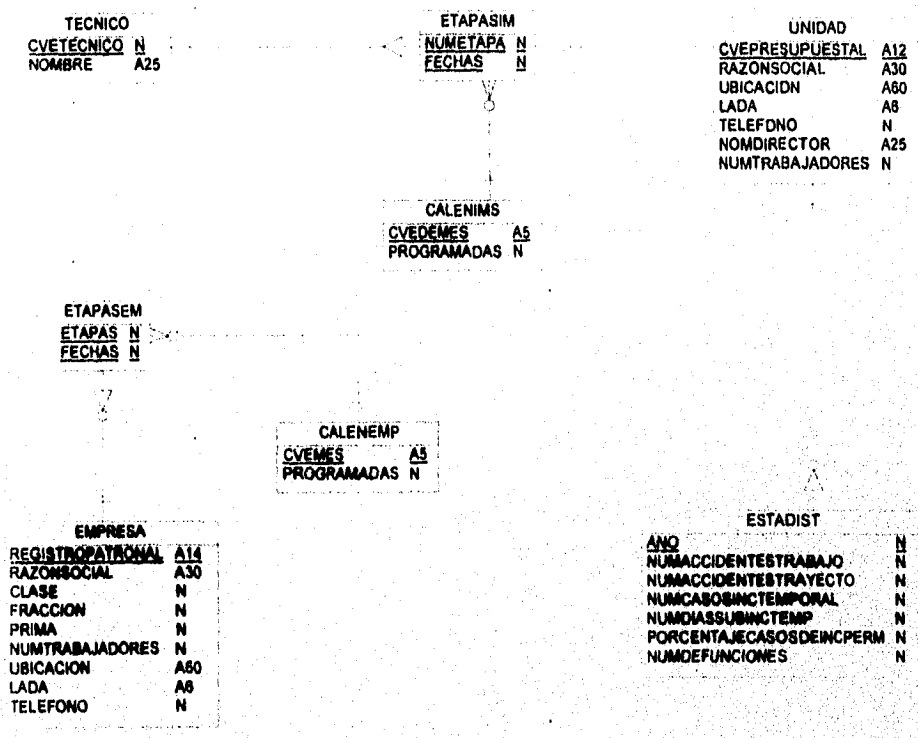 TECNICO
CVETECNICO N
NOMBRE A25
ETAPASIM
NUMETAPA N
FECHAS N
UNIDAD
CVEPRESUPUESTAL A12
RAZONSOCIAL A30
UBICACION A60
LADA A6
TELEFONO N
NOMDIRECTOR A25
NUMTRABAJADORES N
CALENIMS
CVEDEMES A5
PROGRAMADAS N
ETAPASEM
ETAPAS N
FECHAS N
CALENEMP
CVEMES A5
PROGRAMADAS N
EMPRESA
REGISTROPATRONAL A14
RAZONSOCIAL A30
CLASE N
FRACCION N
PRIMA N
NUMTRABAJADORES N
UBICACION A60
LADA A6
TELEFONO N
ESTADIST
ANO N
NUMACCIDENTESTRABAJO N
NUMACCIDENTESTRAYECTO N
NUMCASOSINCTEMPORAL N
NUMDIASSUBINCTEMP N
PORCENTAJECASOSDEINCPERM N
NUMDEFUNCIONES N